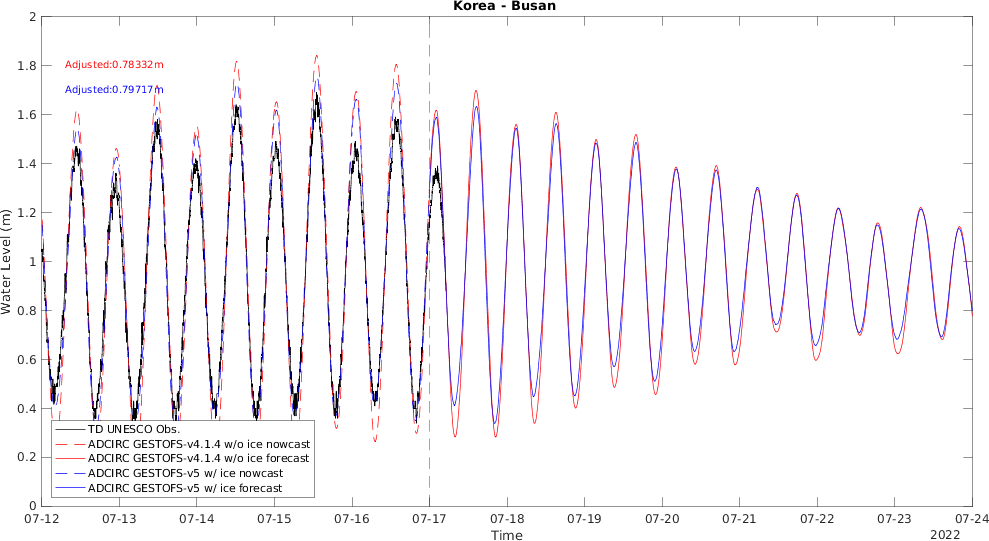 Korea - Busan
2
1.8
1.6
1.4
1.2
1
0.8
0.6
0.4
0.2
0
Water Level (m)
Adjusted:0.78332m
Adjusted:0.79717m
TD UNESCO Obs.
ADCIRC GESTOFS-v4.1.4 w/o ice nowcast
ADCIRC GESTOFS-v4.1.4 w/o ice forecast
ADCIRC GESTOFS-v5 w/ ice nowcast
ADCIRC GESTOFS-v5 w/ ice forecast
07-12 07-13 07-14 07-15 07-16 07-17 07-18 07-19 07-20 07-21 07-22 07-23 07-24
Time
2022